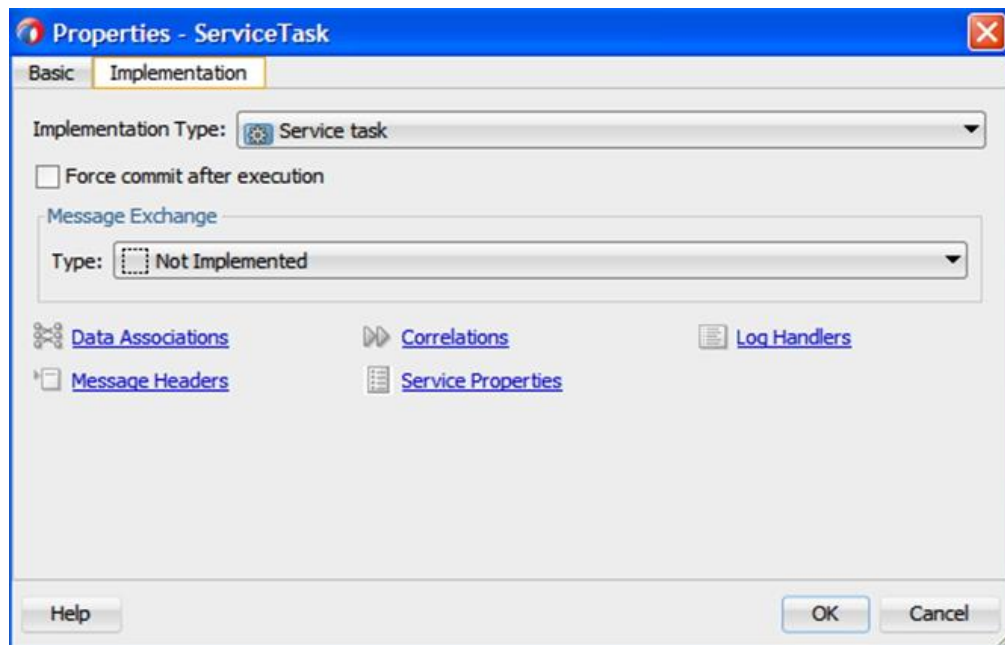 Properties - ServiceTask
Basic Implementation
Implementation Type: Service task
Force commit after execution
Message Exchange
Type: Not Implemented
Data Associations Correlations Log Handlers
Message Headers Service Properties
Help OK Cancel